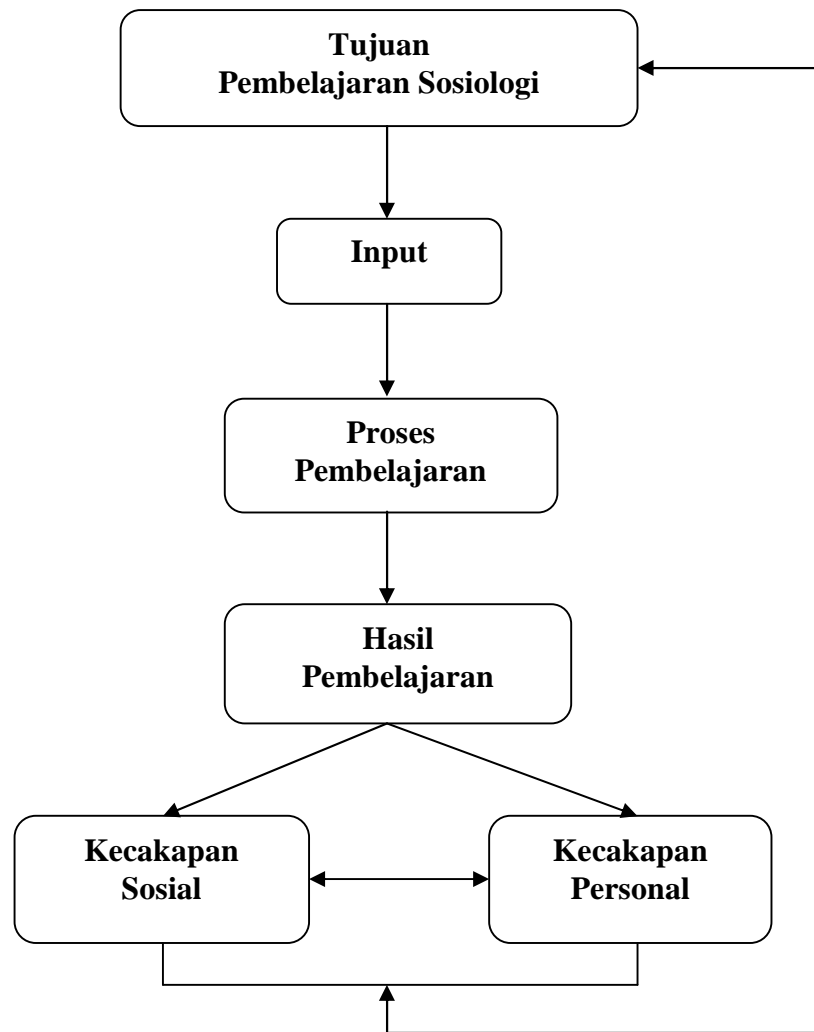 Tujuan
Pembelajaran Sosiologi
Input
Proses
Pembelajaran
Hasil
Pembelajaran
Kecakapan
Sosial
Kecakapan
Personal